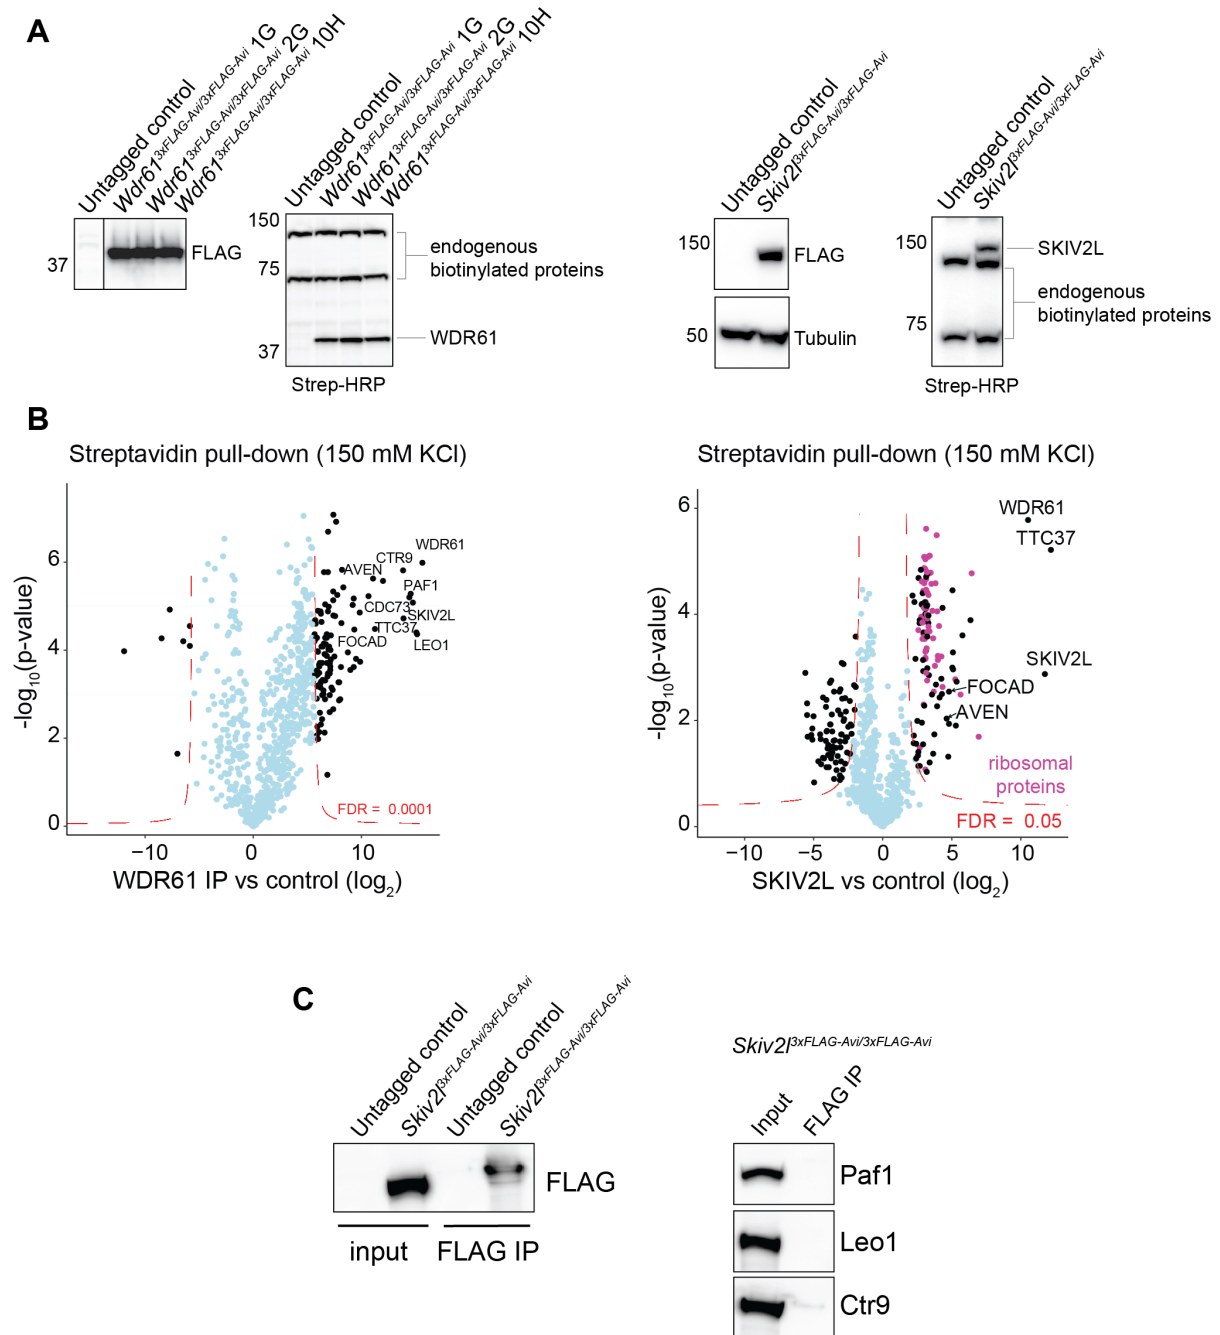 A
Untagged control
Wdr61 3xFLAG-Avi/3xFLAG-Avi 1G
Wdr61 3xFLAG-Avi/3xFLAG-Avi 2G
Wdr61 3xFLAG-Avi/3xFLAG-Avi 10H
37
FLAG
Untagged control
Wdr61 3xFLAG-Avi/3xFLAG-Avi 1G
Wdr61 3xFLAG-Avi/3xFLAG-Avi 2G
Wdr61 3xFLAG-Avi/3xFLAG-Avi 10H
150
75
37
endogenous
biotinylated proteins
WDR61
Strep-HRP
Untagged control
Skiv2l 3xFLAG-Avi/3xFLAG-Avi
150
FLAG
50
Tubulin
Untagged control
Skiv2l 3xFLAG-Avi/3xFLAG-Avi
150
75
SKIV2L
endogenous
biotinylated proteins
Strep-HRP
B
Streptavidin pull-down (150 mM KCl)
-log10(p-value)
6
4
2
0
WDR61
CTR9
AVEN
PAF1
CDC73
SKIV2L
TTC37
FOCAD
LEO1
FDR = 0.0001
−10
0
10
WDR61 IP vs control (log2)
Streptavidin pull-down (150 mM KCl)
-log10(p-value)
6
4
2
0
WDR61
TTC37
SKIV2L
FOCAD
AVEN
ribosomal
proteins
FDR = 0.05
−10
−5
0
5
10
SKIV2L vs control (log2)
C
Untagged control
Skiv2l 3xFLAG-Avi/3xFLAG-Avi
Untagged control
Skiv2l 3xFLAG-Avi/3xFLAG-Avi
FLAG
input
FLAG IP
Skiv2l 3xFLAG-Avi/3xFLAG-Avi
Input
FLAG IP
Paf1
Leo1
Ctr9